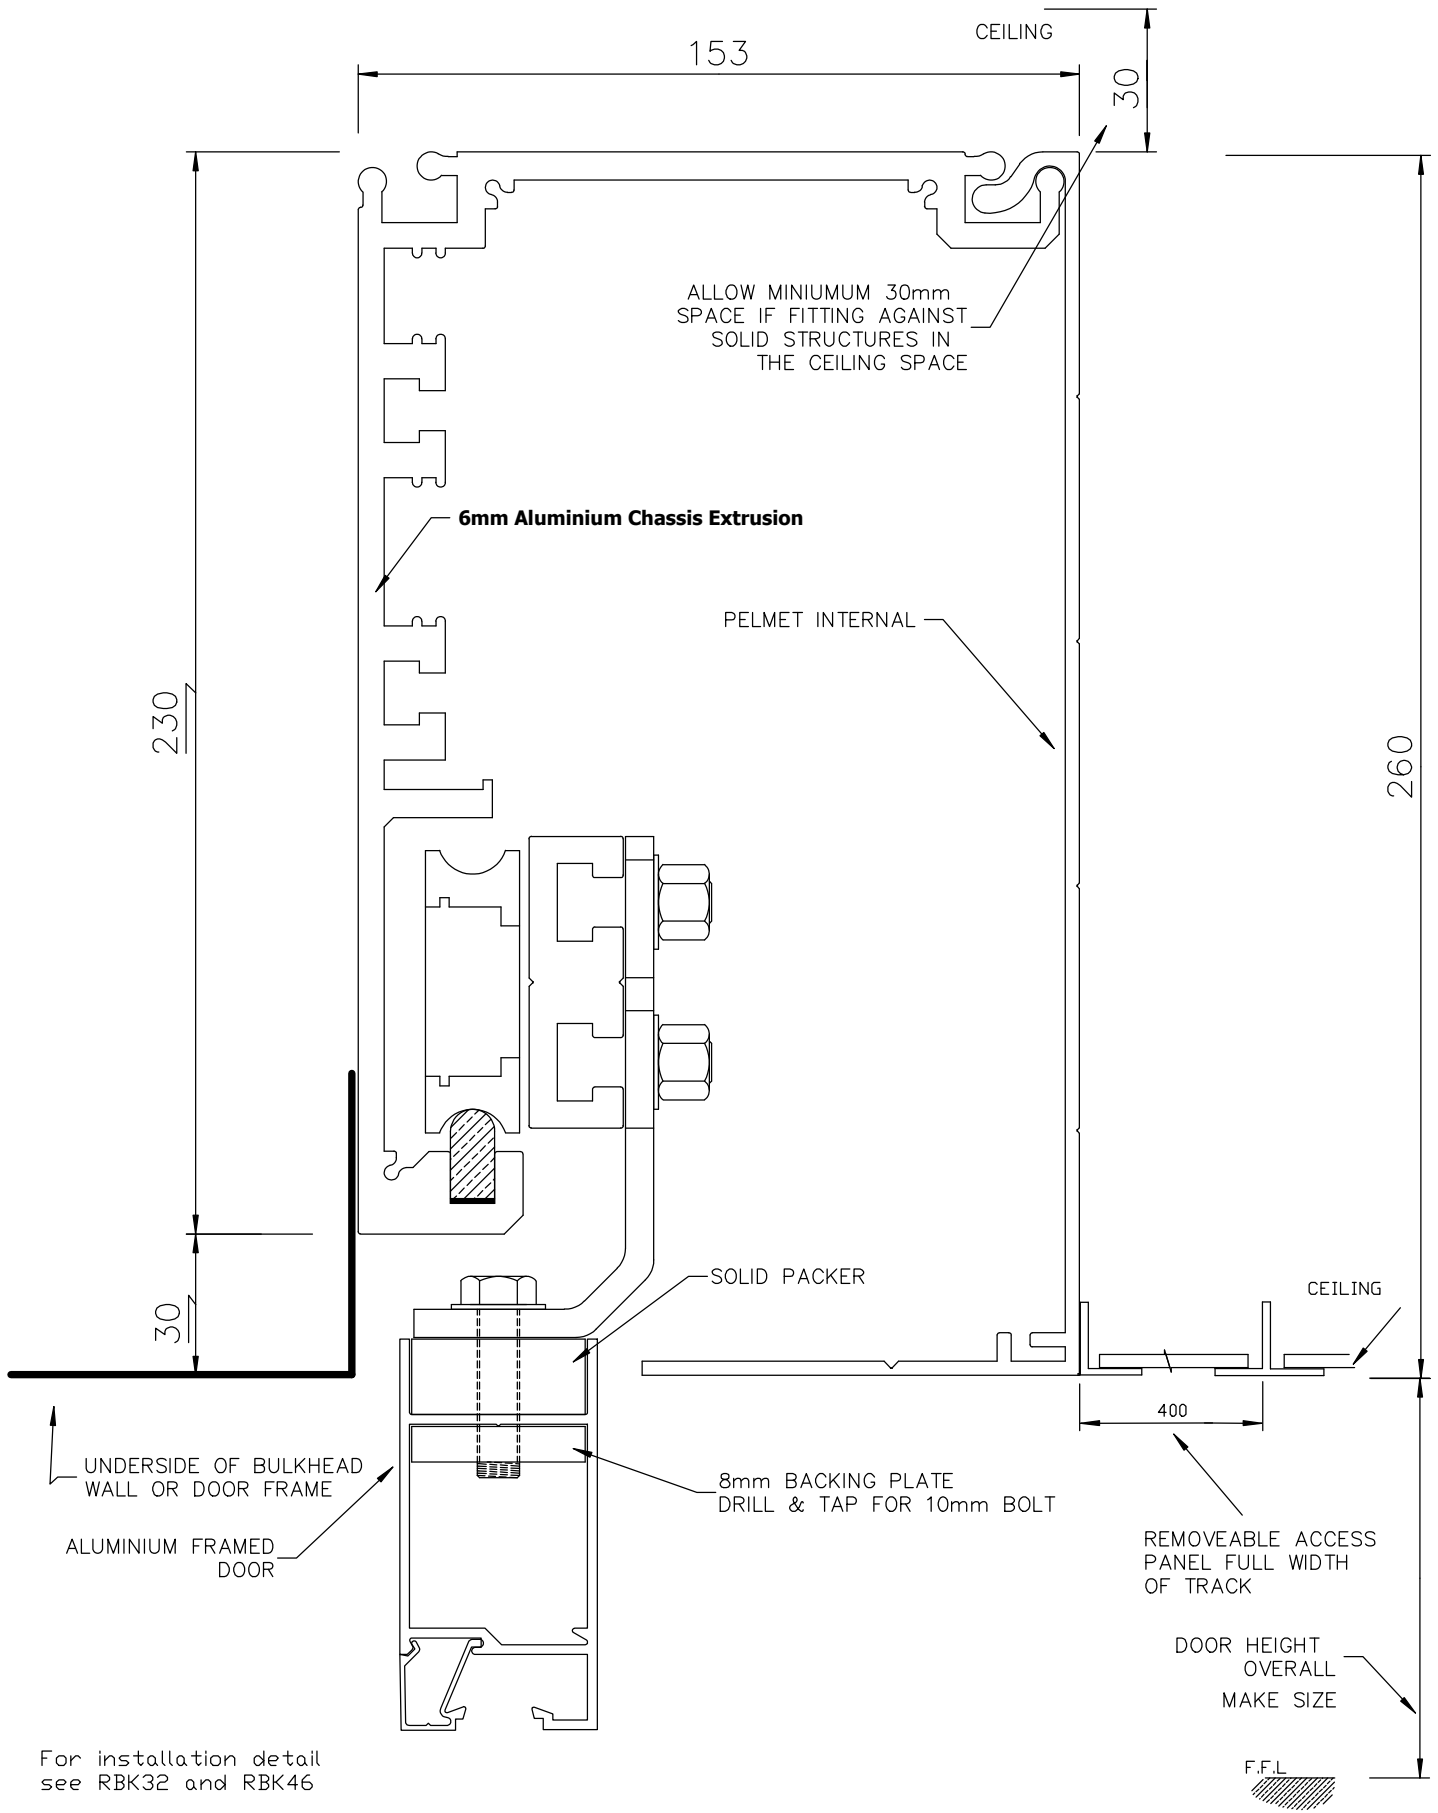 CEILING
153
30
ALLOW MINIUMUM 30mm
SPACE IF FITTING AGAINST
SOLID STRUCTURES IN
THE CEILING SPACE
6mm Aluminium Chassis Extrusion
PELMET INTERNAL
230
260
SOLID PACKER
CEILING
30
400
UNDERSIDE OF BULKHEAD
WALL OR DOOR FRAME
8mm BACKING PLATE
DRILL & TAP FOR 10mm BOLT
ALUMINIUM FRAMED
DOOR
REMOVEABLE ACCESS
PANEL FULL WIDTH
OF TRACK
DOOR HEIGHT
OVERALL
MAKE SIZE
For installation detail
see RBK32 and RBK46
F.F.L